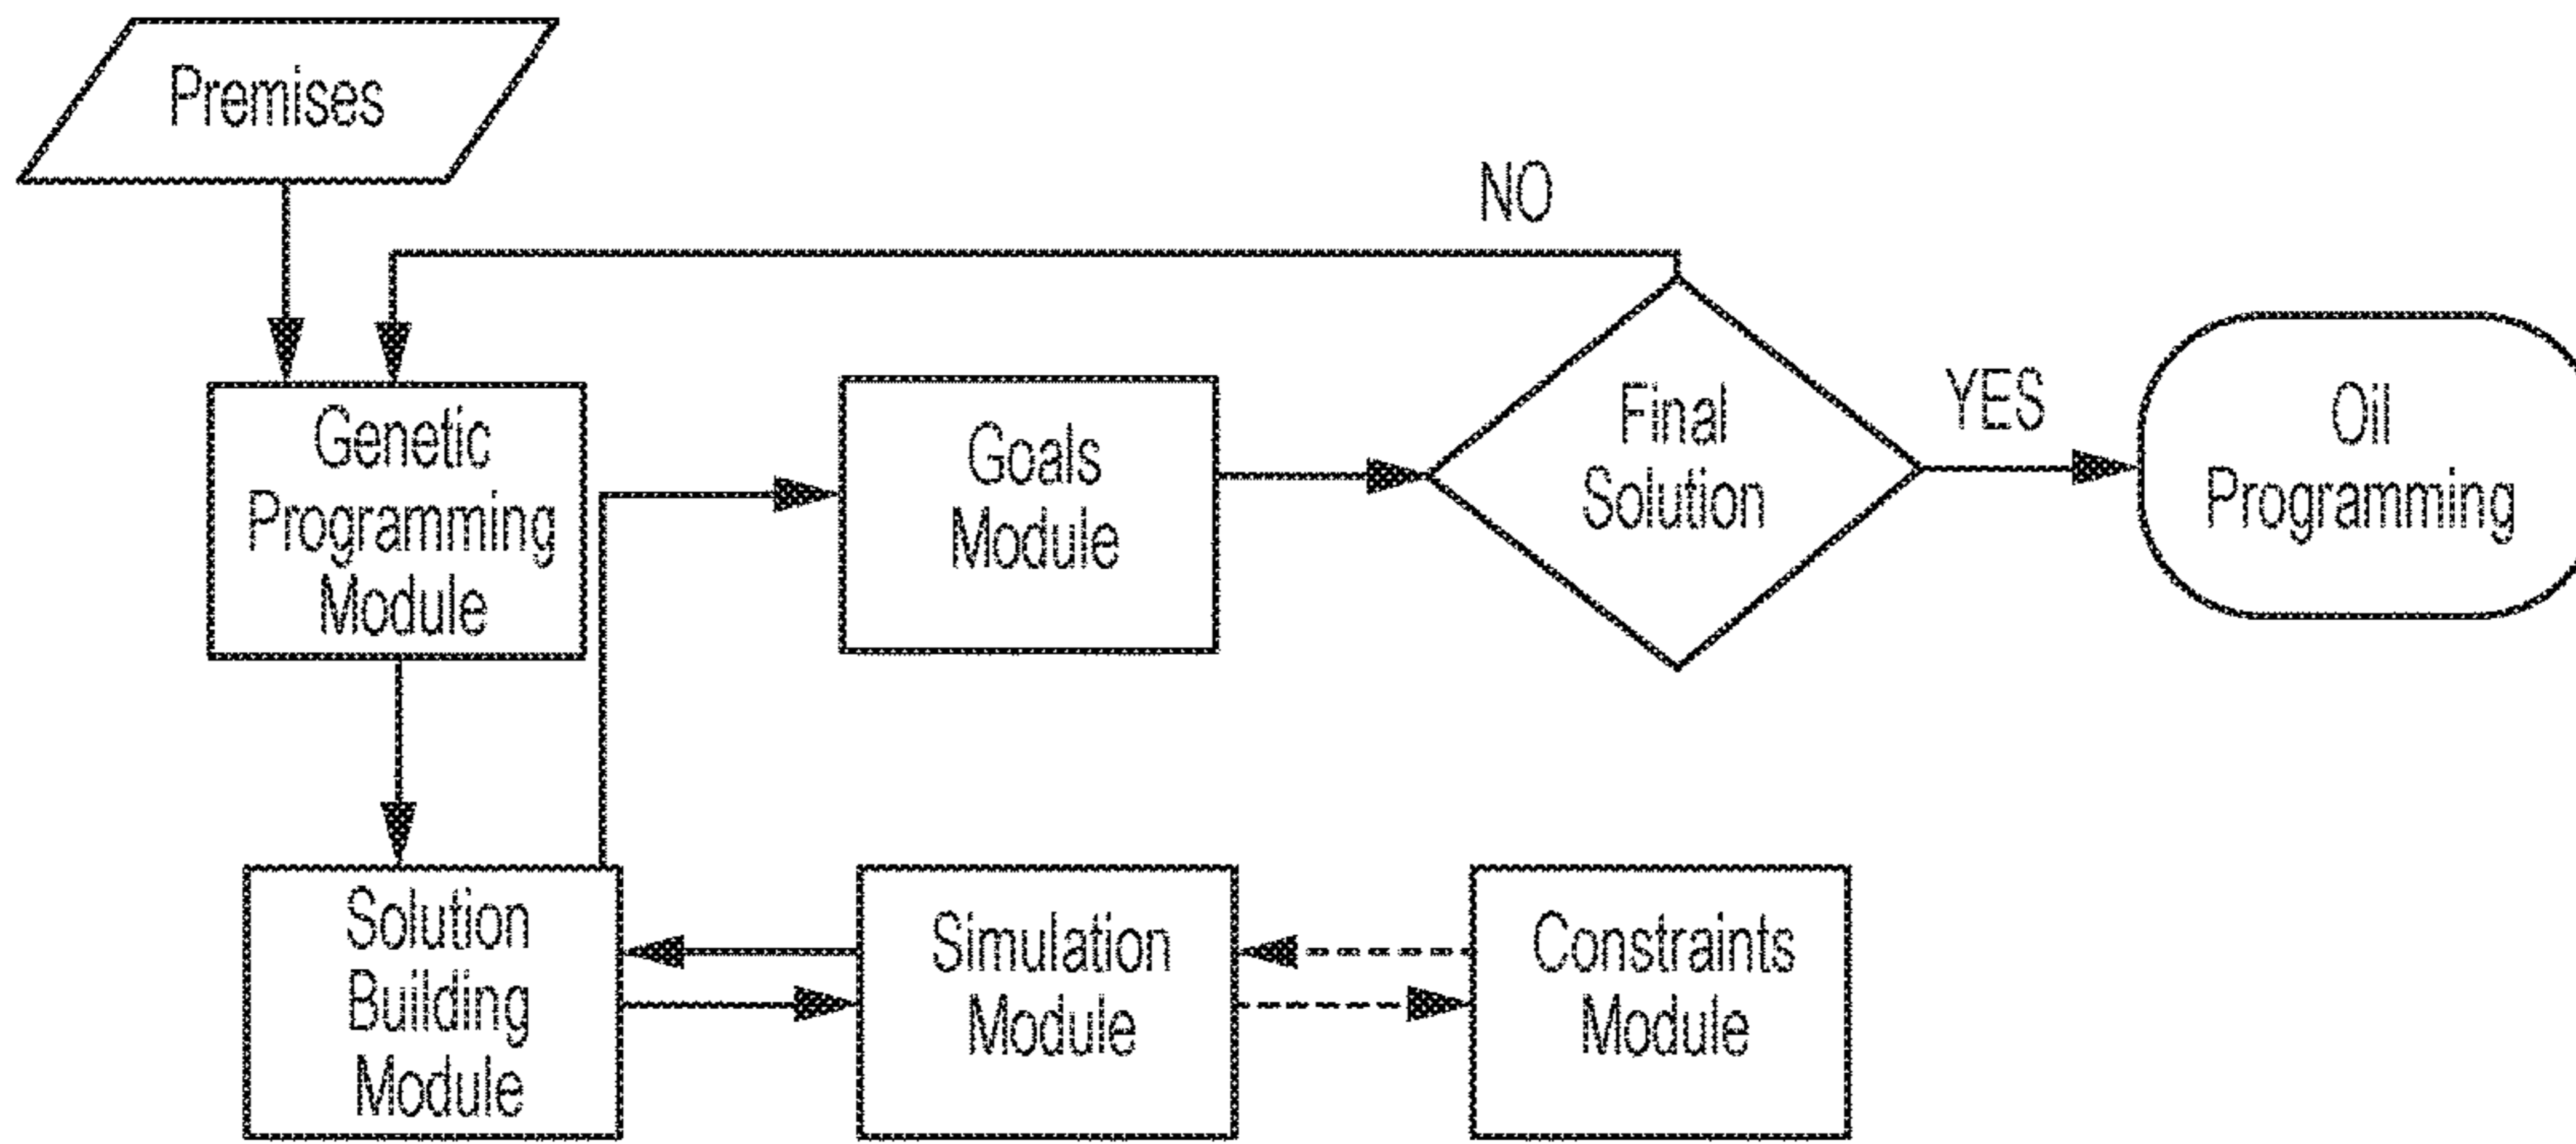 Premises
NO
Genetic
Programming
Module
Goals
Module
Final
Solution
YES
Oil
Programming
Solution
Building
Module
Simulation
Module
Constraints
Module